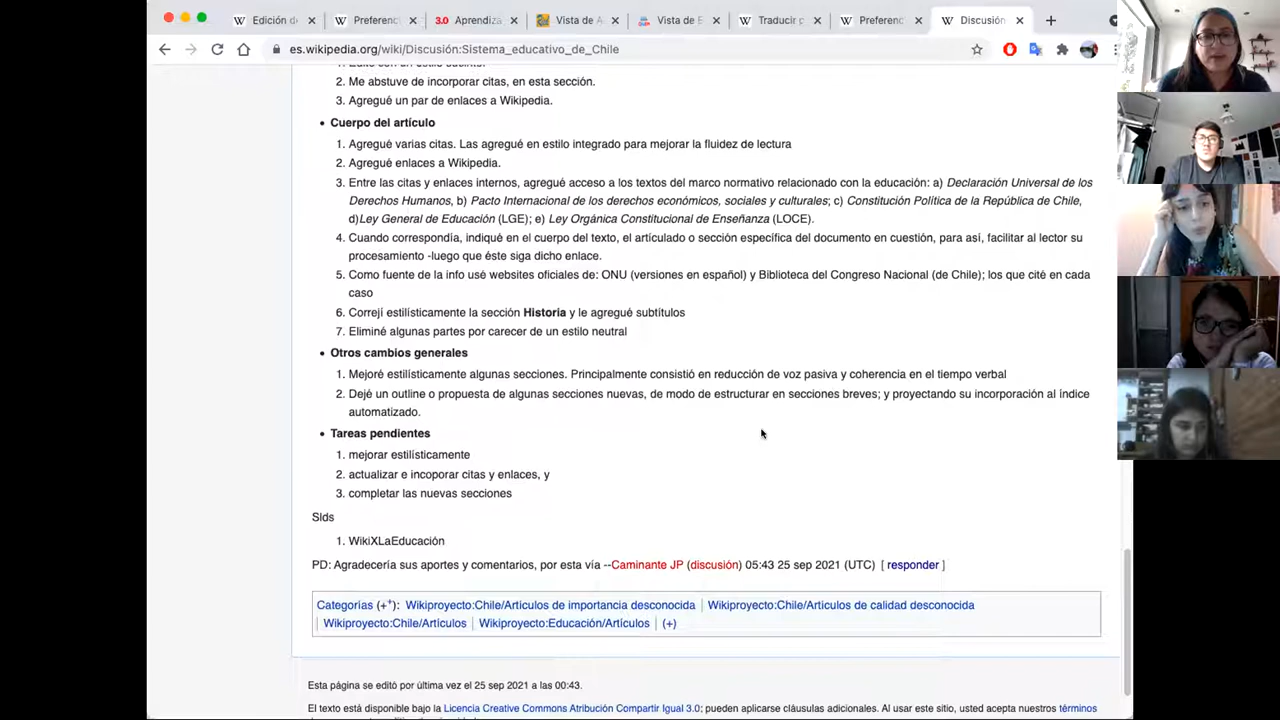 Edición de
Preferenc
3.0 Aprendiza
Vista de A
Vista de E
Traducir p
Preferenc
Discusión
es.wikipedia.org/wiki/Discusión:Sistema_educativo_de_Chile
2. Me abstuve de incorporar citas, en esta sección.
3. Agregué un par de enlaces a Wikipedia.
• Cuerpo del artículo
1. Agregué varias citas. Las agregué en estilo integrado para mejorar la fluidez de lectura
2. Agregué enlaces a Wikipedia.
3. Entre las citas y enlaces internos, agregué acceso a los textos del marco normativo relacionado con la educación: a) Declaración Universal de los
Derechos Humanos, b) Pacto Internacional de los derechos económicos, sociales y culturales; c) Constitución Política de la República de Chile,
d)Ley General de Educación (LGE); e) Ley Orgánica Constitucional de Enseñanza (LOCE).
4. Cuando correspondía, indiqué en el cuerpo del texto, el artículado o sección específica del documento en cuestión, para así, facilitar al lector su
procesamiento -luego que éste siga dicho enlace.
5. Como fuente de la info usé websites oficiales de: ONU (versiones en español) y Biblioteca del Congreso Nacional (de Chile); los que cité en cada
caso
6. Correjí estilísticamente la sección Historia y le agregué subtítulos
7. Eliminé algunas partes por carecer de un estilo neutral
• Otros cambios generales
1. Mejoré estilísticamente algunas secciones. Principalmente consistió en reducción de voz pasiva y coherencia en el tiempo verbal
2. Dejé un outline o propuesta de algunas secciones nuevas, de modo de estructurar en secciones breves; y proyectando su incorporación al índice
automatizado.
• Tareas pendientes
1. mejorar estilísticamente
2. actualizar e incoporar citas y enlaces, y
3. completar las nuevas secciones
Slds
1. WikiXLaEducación
PD: Agradecería sus aportes y comentarios, por esta vía --Caminante JP (discusión) 05:43 25 sep 2021 (UTC) [ responder ]
Categorías (++): Wikiproyecto:Chile/Artículos de importancia desconocida | Wikiproyecto:Chile/Artículos de calidad desconocida
| Wikiproyecto:Chile/Artículos | Wikiproyecto:Educación/Artículos | (+)
Esta página se editó por última vez el 25 sep 2021 a las 00:43.
El texto está disponible bajo la Licencia Creative Commons Atribución Compartir Igual 3.0; pueden aplicarse cláusulas adicionales. Al usar este sitio, usted acepta nuestros términos